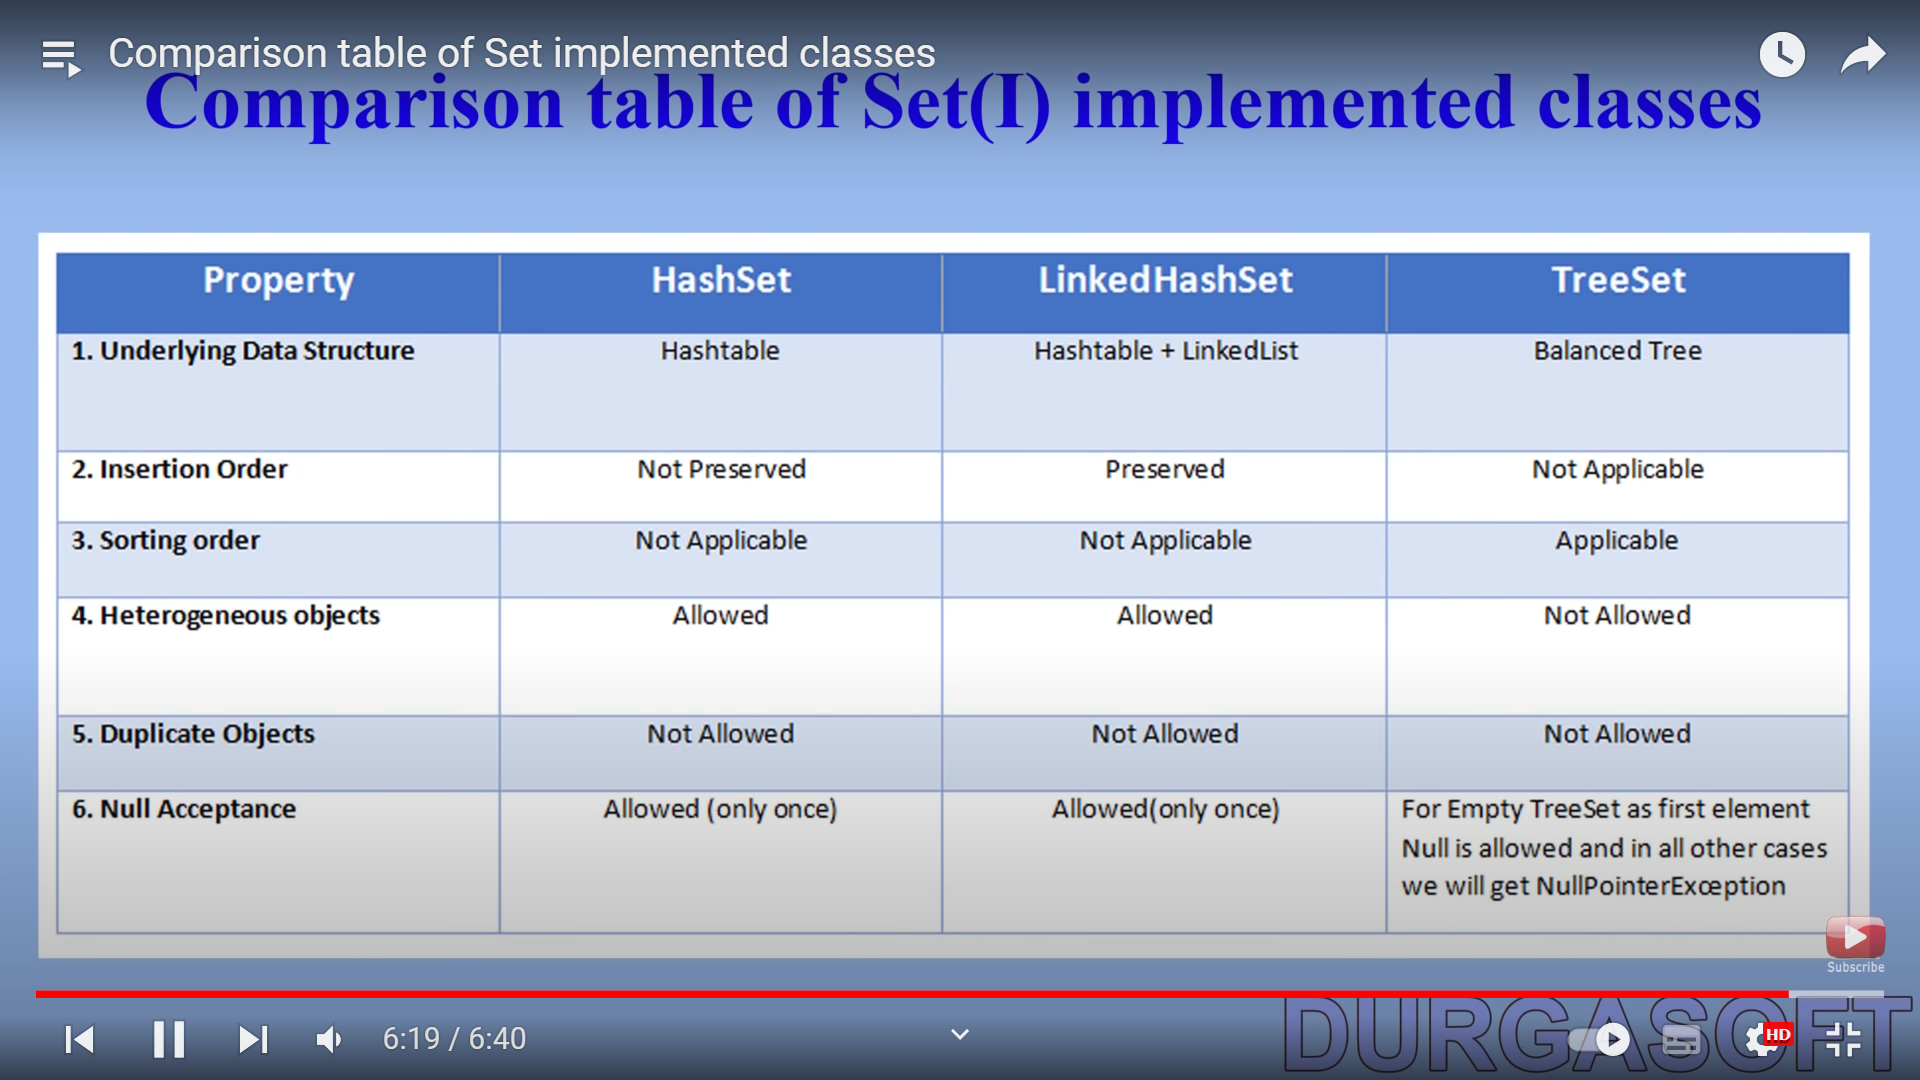 Comparison table of Set implemented classes
Comparison table of Set(I) implemented classes
Property HashSet LinkedHashSet TreeSet
1. Underlying Data Structure Hashtable Hashtable + LinkedList Balanced Tree
2. Insertion Order Not Preserved Preserved Not Applicable
3. Sorting order Not Applicable Not Applicable Applicable
4. Heterogeneous objects Allowed Allowed Not Allowed
5. Duplicate Objects Not Allowed Not Allowed Not Allowed
6. Null Acceptance Allowed (only once) Allowed(only once) For Empty TreeSet as first element
Null is allowed and in all other cases
we will get NullPointerException
Subscribe
6:19 / 6:40
HD
DURGASOFT